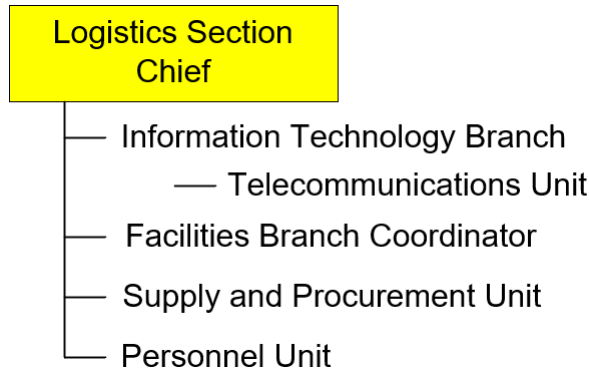 Logistics Section
Chief
Information Technology Branch
Telecommunications Unit
Facilities Branch Coordinator
Supply and Procurement Unit
Personnel Unit